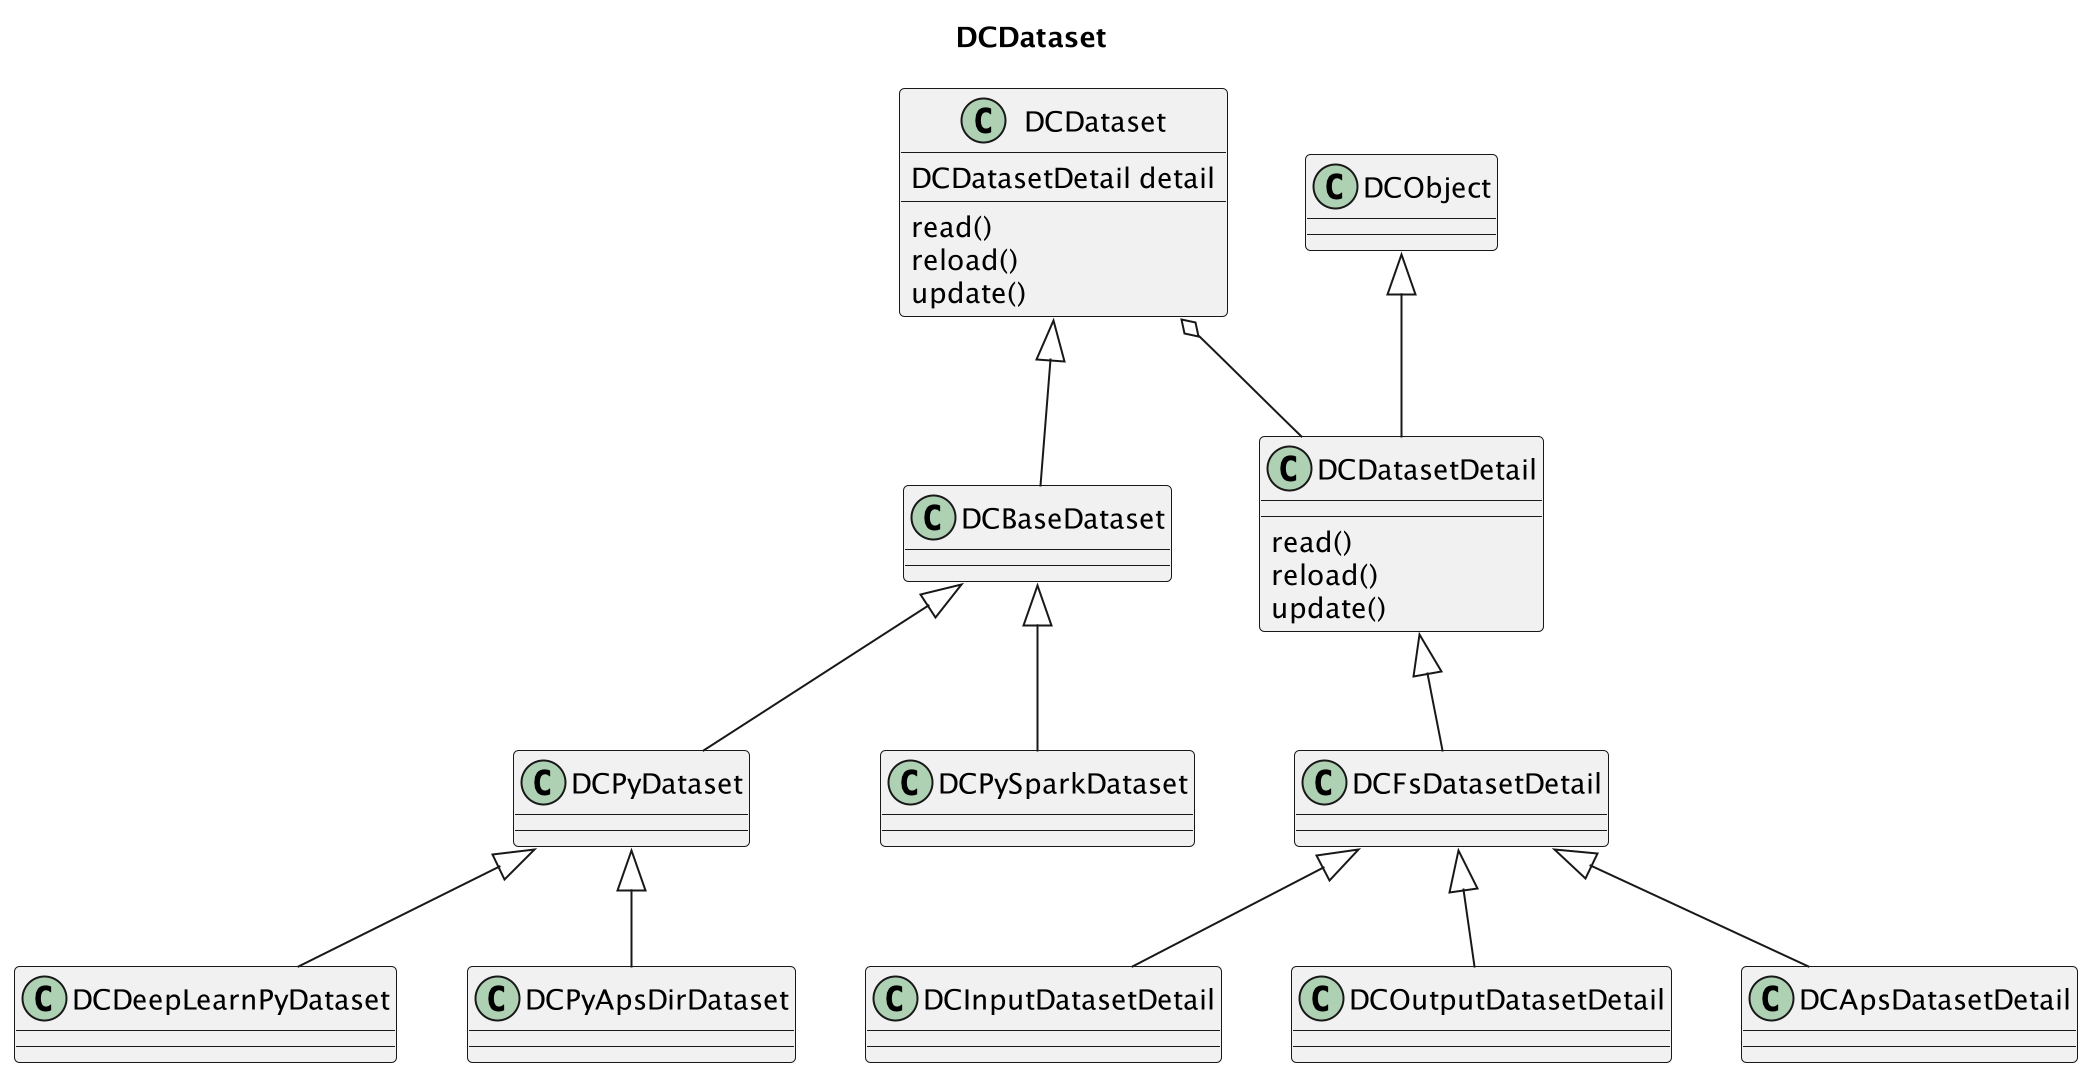 DCDataset
C DCDataset
DCDatasetDetail detail
read()
reload()
update()
C DCObject
C DCDatasetDetail
read()
reload()
update()
C DCBaseDataset
C DCPyDataset
C DCPySparkDataset
C DCFsDatasetDetail
C DCDeepLearnPyDataset
C DCPyApsDirDataset
C DCInputDatasetDetail
C DCOutputDatasetDetail
C DCApsDatasetDetail